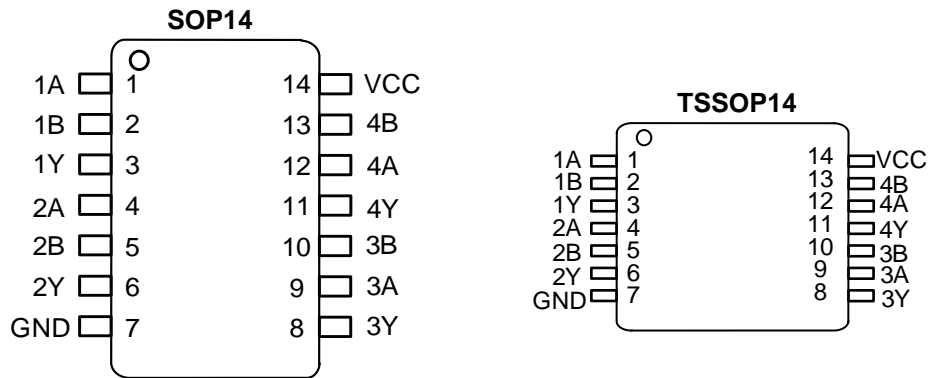 SOP14
1A 1 14 VCC
1B 2 13 4B
1Y 3 12 4A
2A 4 11 4Y
2B 5 10 3B
2Y 6 9 3A
GND 7 8 3Y
TSSOP14
1A 1 14 VCC
1B 2 13 4B
1Y 3 12 4A
2A 4 11 4Y
2B 5 10 3B
2Y 6 9 3A
GND 7 8 3Y